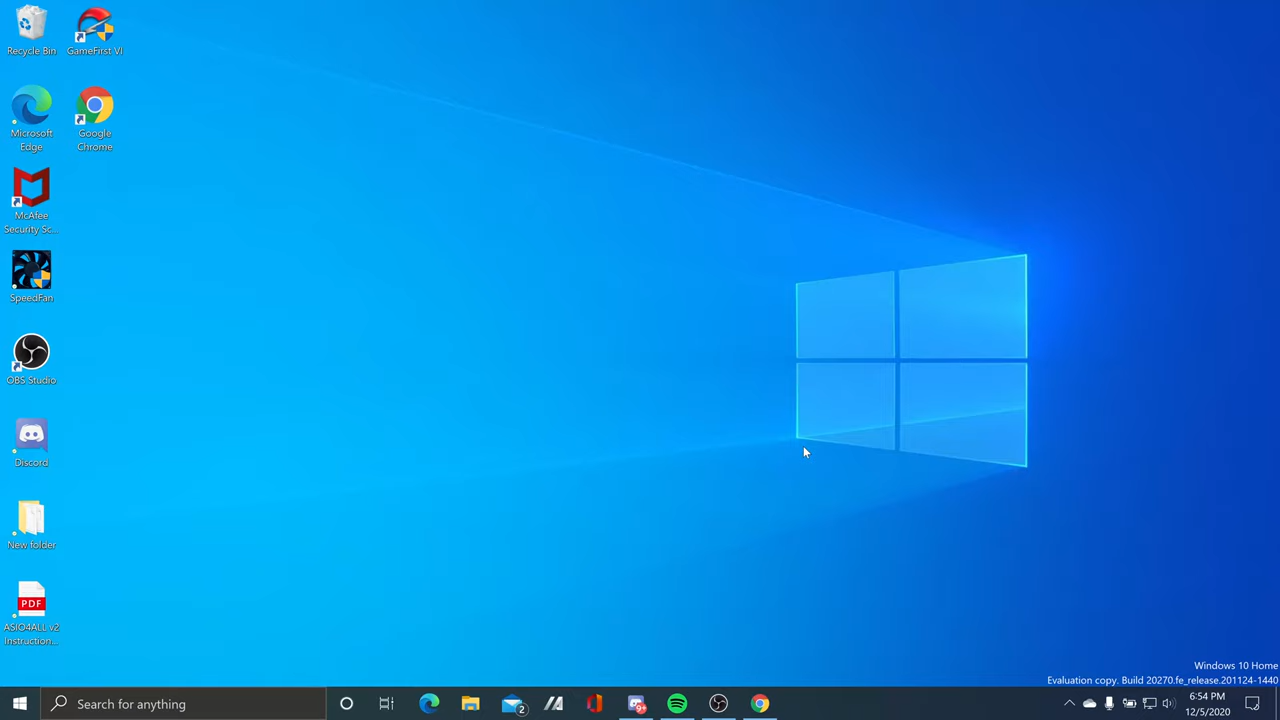 Recycle Bin
GameFirst VI
Microsoft
Edge
Google
Chrome
McAfee
Security Sc...
SpeedFan
OBS Studio
Discord
New folder
PDF
ASIO4ALL v2
Instruction...
Windows 10 Home
Evaluation copy. Build 20270.fe_release.201124-1440
Search for anything
2
9+
6:54 PM
12/5/2020